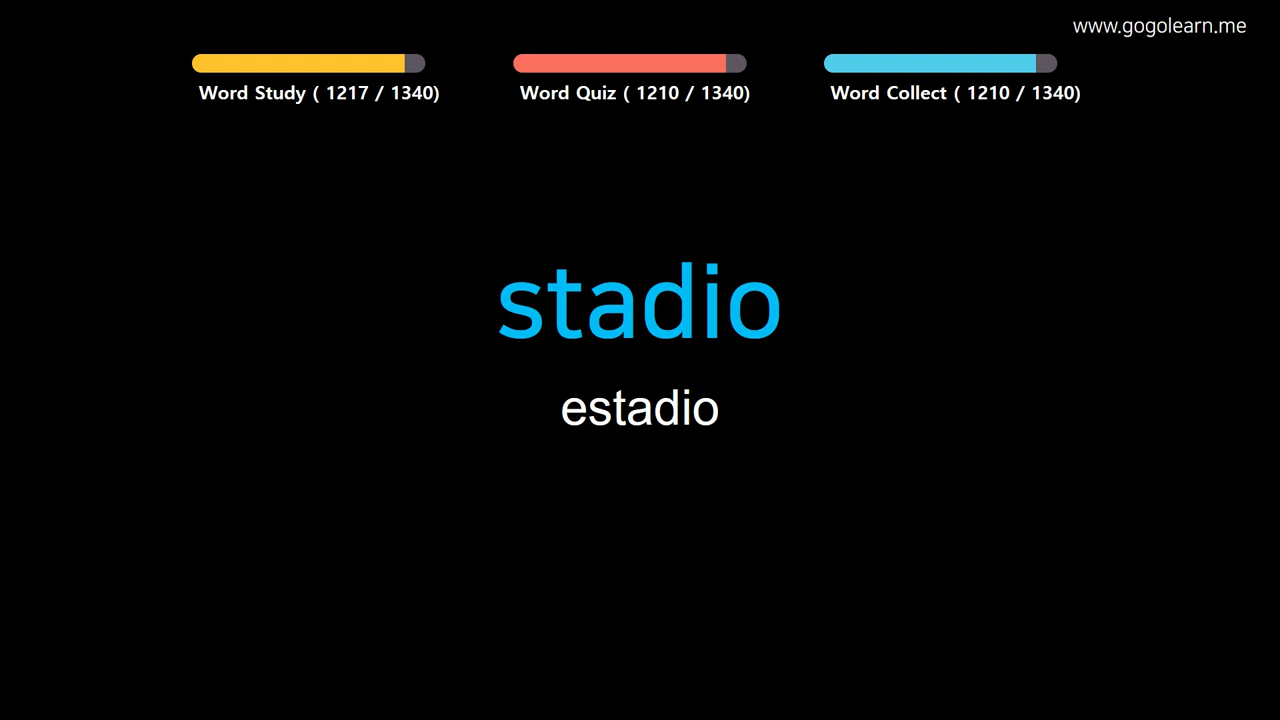 www.gogolearn.me
Word Study ( 1217 / 1340)
Word Quiz ( 1210 / 1340)
Word Collect ( 1210 / 1340)
stadio
estadio